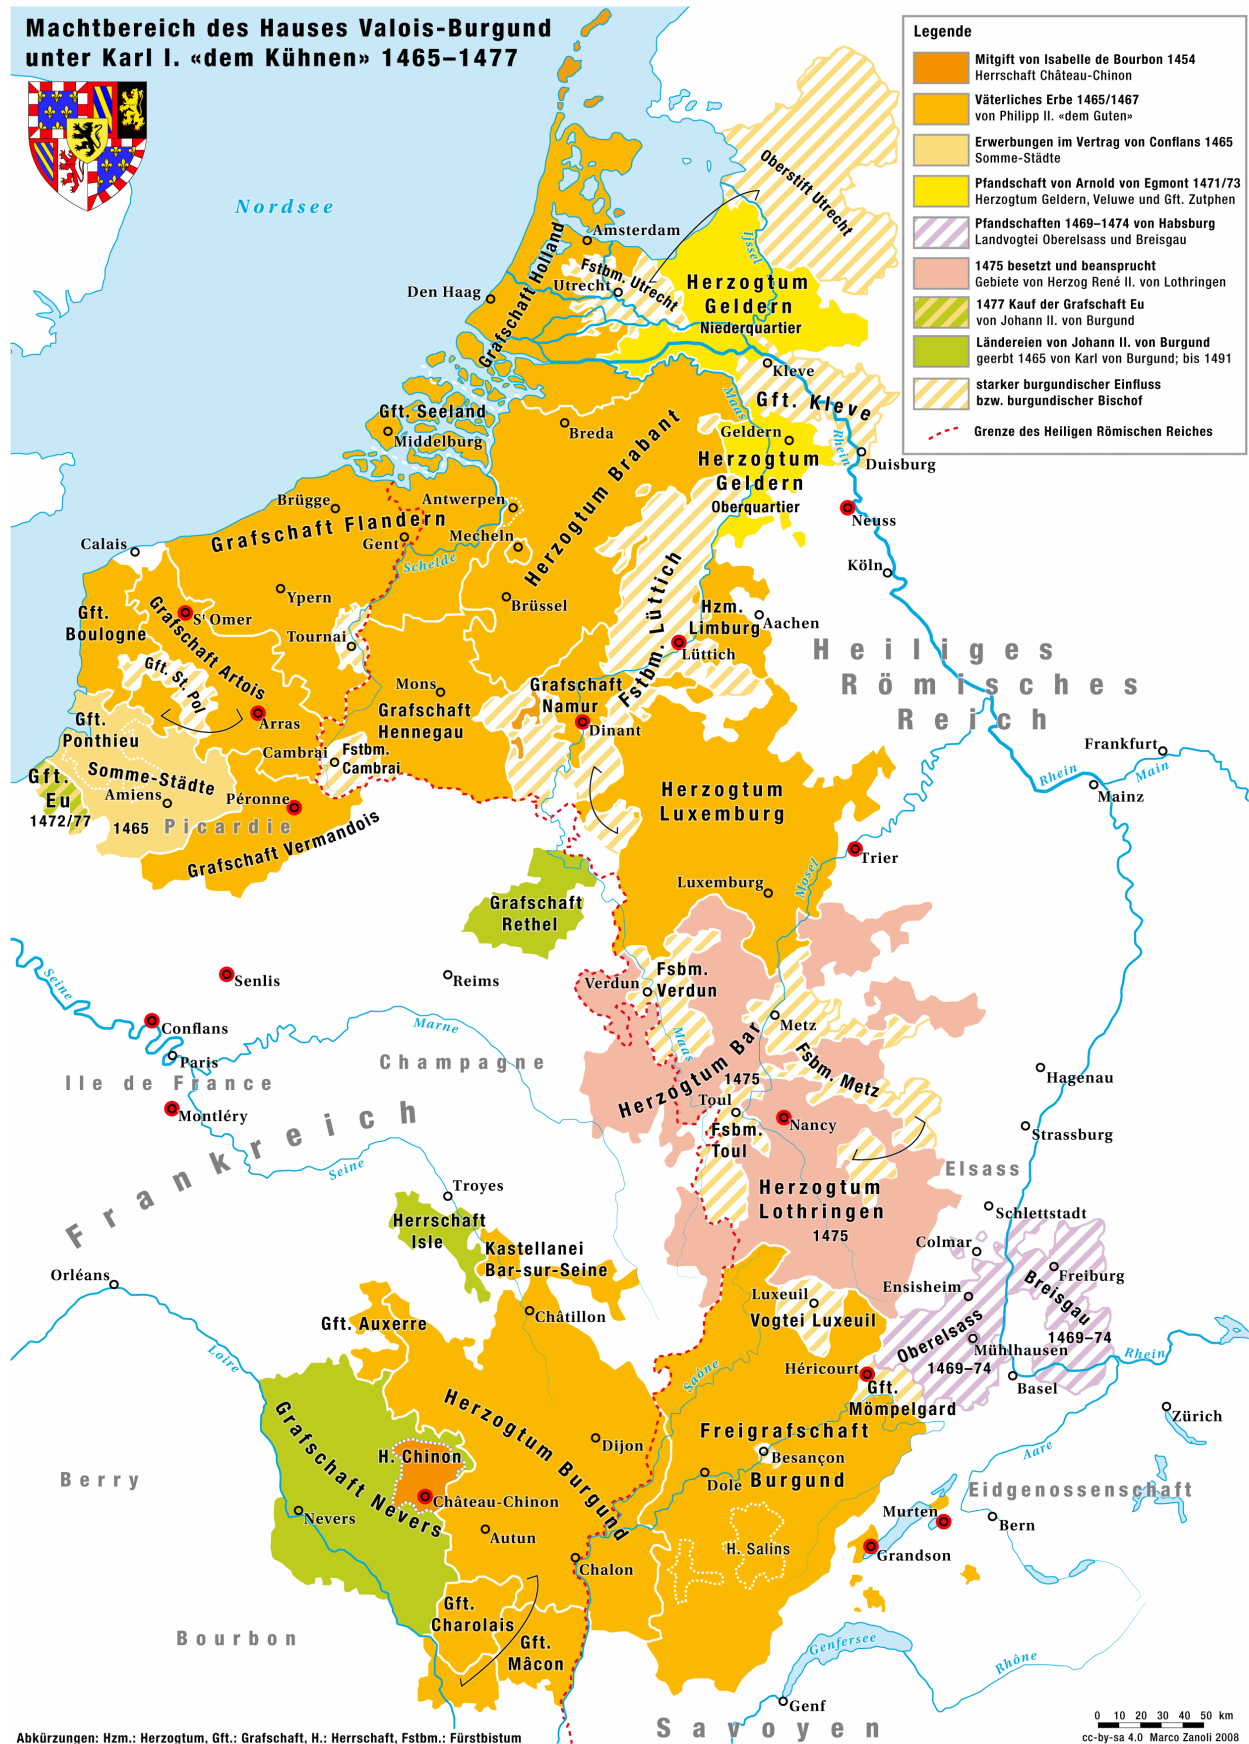 Machtbereich des Hauses Valois-Burgund
unter Karl I. «dem Kühnen» 1465–1477
Legende
Mitgift von Isabelle de Bourbon 1454
Herrschaft Château-Chinon
Väterliches Erbe 1465/1467
von Philipp II. «dem Guten»
Erwerbungen im Vertrag von Conflans 1465
Somme-Städte
Pfandschaft von Arnold von Egmont 1471/73
Herzogtum Geldern, Veluwe und Gft. Zutphen
Pfandschaften 1469–1474 von Habsburg
Landvogtei Oberelsass und Breisgau
1475 besetzt und beansprucht
Gebiete von Herzog René II. von Lothringen
1477 Kauf der Grafschaft Eu
von Johann II. von Burgund
Ländereien von Johann II. von Burgund
geerbt 1465 von Karl von Burgund; bis 1491
starker burgundischer Einfluss
bzw. burgundischer Bischof
Grenze des Heiligen Römischen Reiches
Nordsee
Oberstift Utrecht
Amsterdam
IJssel
Grafschaft Holland
Fstbm. Utrecht
Utrecht
Den Haag
Herzogtum
Geldern
Niederquartier
Kleve
Gft. Kleve
Maas
Rhein
Gft. Seeland
Middelburg
Breda
Geldern
Duisburg
Herzogtum
Geldern
Oberquartier
Neuss
Köln
Herzogtum Brabant
Brügge
Antwerpen
Grafschaft Flandern
Gent
Mecheln
Schelde
Calais
Ypern
Brüssel
Gft.
Boulogne
St Omer
Grafschaft Artois
Tournai
Fstbm. Lüttich
Hzm.
Limburg
Aachen
Lüttich
Gft. St. Pol
Arras
Mons
Grafschaft
Hennegau
Grafschaft
Namur
Dinant
Heiliges
Römisches
Reich
Gft.
Ponthieu
Cambrai
Fstbm.
Cambrai
Gft.
Eu
1472/77
Somme-Städte
Amiens
1465
Péronne
Picardie
Grafschaft Vermandois
Herzogtum
Luxemburg
Luxemburg
Mosel
Trier
Frankfurt
Rhein
Main
Mainz
Grafschaft
Rethel
Seine
Senlis
Reims
Conflans
Paris
Marne
Ile de France
Champagne
Montléry
Frankreich
Seine
Verdun
Fsbm.
Verdun
Maas
Metz
Fsbm. Metz
Herzogtum Bar
1475
Toul
Fsbm.
Toul
Nancy
Herzogtum
Lothringen
1475
Hagenau
Strassburg
Elsass
Schlettstadt
Colmar
Ensisheim
Freiburg
Breisgau
1469–74
Oberelsass
1469–74
Mühlhausen
Basel
Rhein
Troyes
Herrschaft
Isle
Kastellanei
Bar-sur-Seine
Orléans
Loire
Gft. Auxerre
Châtillon
Luxeuil
Vogtei Luxeuil
Saône
Héricourt
Gft.
Mömpelgard
Zürich
Aare
Herzogtum Burgund
Grafschaft Nevers
H. Chinon
Château-Chinon
Dijon
Freigrafschaft
Burgund
Besançon
Dole
Berry
Nevers
Autun
Chalon
H. Salins
Murten
Grandson
Eidgenossenschaft
Bern
Bourbon
Gft.
Charolais
Gft.
Mâcon
Genfersee
Rhône
Genf
Savoyen
0 10 20 30 40 50 km
cc-by-sa 4.0 Marco Zanoli 2008
Abkürzungen: Hzm.: Herzogtum, Gft.: Grafschaft, H.: Herrschaft, Fstbm.: Fürstbistum